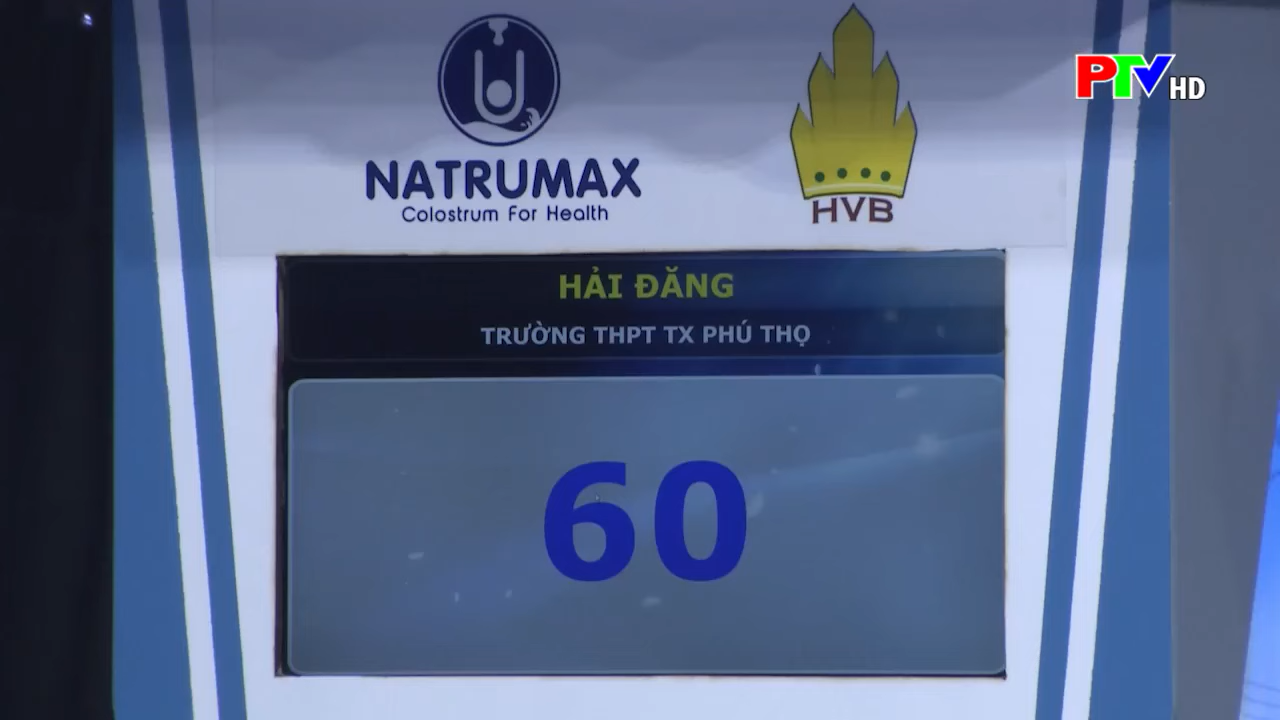 PTV HD
NATRUMAX
Colostrum For Health
HVB
HẢI ĐĂNG
TRƯỜNG THPT TX PHÚ THỌ
60